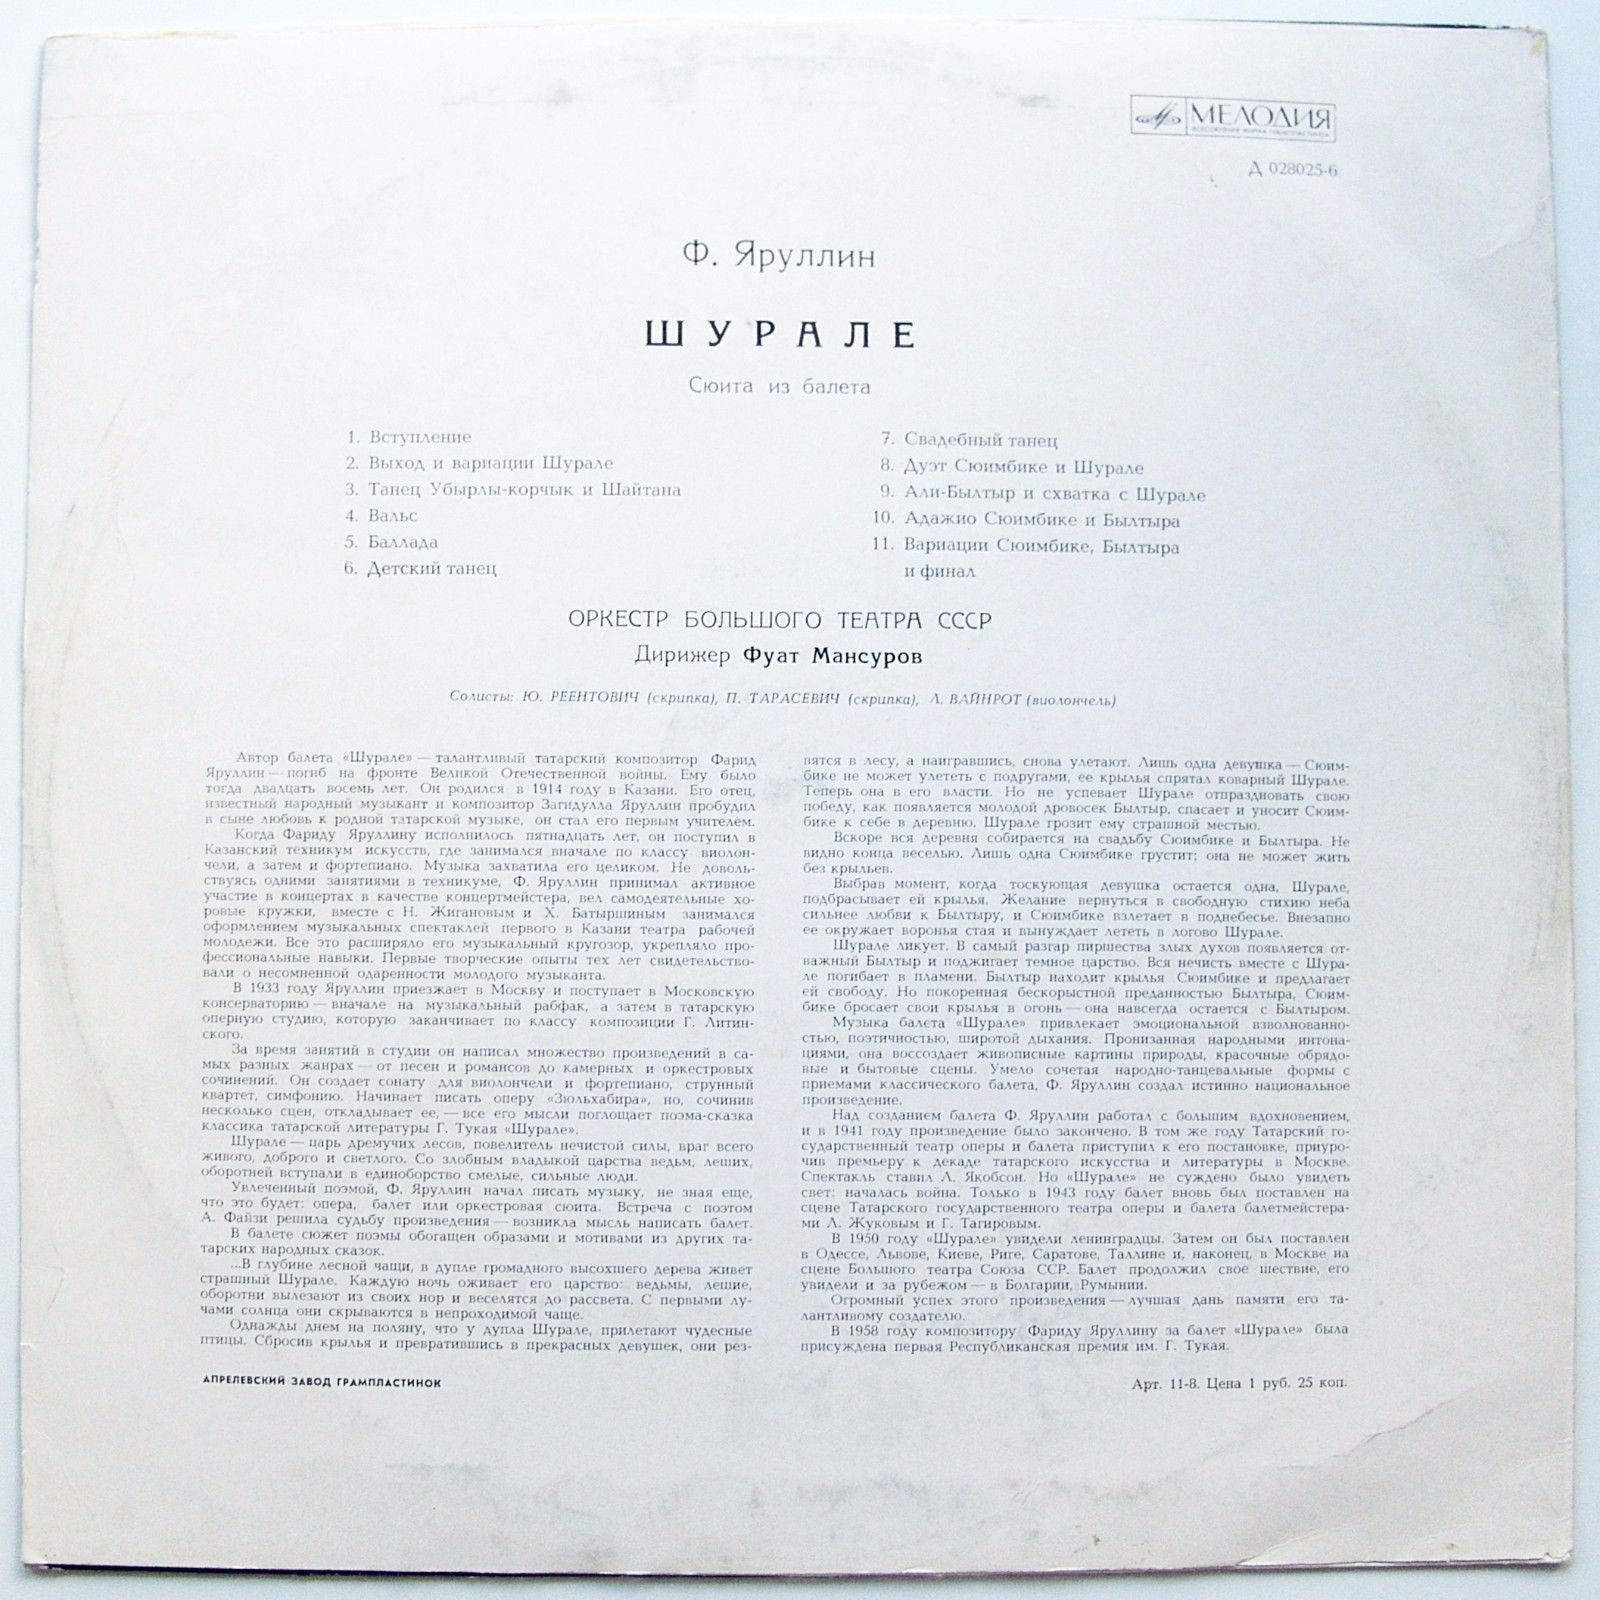 МЕЛОДИЯ
ВСЕСОЮЗНАЯ ФИРМА ГРАМПЛАСТИНОК
Д 028025-6
Ф. Яруллин
ШУРАЛЕ
Сюита из балета
1. Вступление
2. Выход и вариации Шурале
3. Танец Убырлы-корчык и Шайтана
4. Вальс
5. Баллада
6. Детский танец
7. Свадебный танец
8. Дуэт Сюимбике и Шурале
9. Али-Былтыр и схватка с Шурале
10. Адажио Сюимбике и Былтыра
11. Вариации Сюимбике, Былтыра
и финал
ОРКЕСТР БОЛЬШОГО ТЕАТРА СССР
Дирижер Фуат Мансуров
Солисты: Ю. РЕЕНТОВИЧ (скрипка), П. ТАРАСЕВИЧ (скрипка), Л. ВАЙНРОТ (виолончель)
Автор балета «Шурале» — талантливый татарский композитор Фарид
Яруллин — погиб на фронте Великой Отечественной войны. Ему было
тогда двадцать восемь лет. Он родился в 1914 году в Казани. Его отец,
известный народный музыкант и композитор Загидулла Яруллин пробудил
в сыне любовь к родной татарской музыке, он стал его первым учителем.
Когда Фариду Яруллину исполнилось пятнадцать лет, он поступил в
Казанский техникум искусств, где занимался вначале по классу виолон-
чели, а затем и фортепиано. Музыка захватила его целиком. Не доволь-
ствуясь одними занятиями в техникуме, Ф. Яруллин принимал активное
участие в концертах в качестве концертмейстера, вел самодеятельные хо-
ровые кружки, вместе с Н. Жигановым и Х. Батыршиным занимался
оформлением музыкальных спектаклей первого в Казани театра рабочей
молодежи. Все это расширяло его музыкальный кругозор, укрепляло про-
фессиональные навыки. Первые творческие опыты тех лет свидетельство-
вали о несомненной одаренности молодого музыканта.
В 1933 году Яруллин приезжает в Москву и поступает в Московскую
консерваторию — вначале на музыкальный рабфак, а затем в татарскую
оперную студию, которую заканчивает по классу композиции Г. Литин-
ского.
За время занятий в студии он написал множество произведений в са-
мых разных жанрах — от песен и романсов до камерных и оркестровых
сочинений. Он создает сонату для виолончели и фортепиано, струнный
квартет, симфонию. Начинает писать оперу «Зюльхабира», но, сочинив
несколько сцен, откладывает ее, — все его мысли поглощает поэма-сказка
классика татарской литературы Г. Тукая «Шурале».
Шурале — царь дремучих лесов, повелитель нечистой силы, враг всего
живого, доброго и светлого. Со злобным владыкой царства ведьм, леших,
оборотней вступали в единоборство смелые, сильные люди.
Увлеченный поэмой, Ф. Яруллин начал писать музыку, не зная еще,
что это будет: опера, балет или оркестровая сюита. Встреча с поэтом
А. Файзи решила судьбу произведения — возникла мысль написать балет.
В балете сюжет поэмы обогащен образами и мотивами из других та-
тарских народных сказок.
...В глубине лесной чащи, в дупле громадного высохшего дерева живет
страшный Шурале. Каждую ночь оживает его царство: ведьмы, лешие,
оборотни вылезают из своих нор и веселятся до рассвета. С первыми лу-
чами солнца они скрываются в непроходимой чаще.
Однажды днем на поляну, что у дупла Шурале, прилетают чудесные
птицы. Сбросив крылья и превратившись в прекрасных девушек, они рез-
вятся в лесу, а наигравшись, снова улетают. Лишь одна девушка — Сюим-
бике не может улететь с подругами, ее крылья спрятал коварный Шурале.
Теперь она в его власти. Но не успевает Шурале отпраздновать свою
победу, как появляется молодой дровосек Былтыр, спасает и уносит Сюим-
бике к себе в деревню. Шурале грозит ему страшной местью.
Вскоре вся деревня собирается на свадьбу Сюимбике и Былтыра. Не
видно конца веселью. Лишь одна Сюимбике грустит; она не может жить
без крыльев.
Выбрав момент, когда тоскующая девушка остается одна, Шурале,
подбрасывает ей крылья. Желание вернуться в свободную стихию неба
сильнее любви к Былтыру, и Сюимбике взлетает в поднебесье. Внезапно
ее окружает воронья стая и вынуждает лететь в логово Шурале.
Шурале ликует. В самый разгар пиршества злых духов появляется от-
важный Былтыр и поджигает темное царство. Вся нечисть вместе с Шура-
ле погибает в пламени. Былтыр находит крылья Сюимбике и предлагает
ей свободу. Но покоренная бескорыстной преданностью Былтыра, Сюим-
бике бросает свои крылья в огонь — она навсегда остается с Былтыром.
Музыка балета «Шурале» привлекает эмоциональной взволнованно-
стью, поэтичностью, широтой дыхания. Пронизанная народными интона-
циями, она воссоздает живописные картины природы, красочные обрядо-
вые и бытовые сцены. Умело сочетая народно-танцевальные формы с
приемами классического балета, Ф. Яруллин создал истинно национальное
произведение.
Над созданием балета Ф. Яруллин работал с большим вдохновением,
и в 1941 году произведение было закончено. В том же году Татарский го-
сударственный театр оперы и балета приступил к его постановке, приуро-
чив премьеру к декаде татарского искусства и литературы в Москве.
Спектакль ставил Л. Якобсон. Но «Шурале» не суждено было увидеть
свет: началась война. Только в 1943 году балет вновь был поставлен на
сцене Татарского государственного театра оперы и балета балетмейстера-
ми Л. Жуковым и Г. Тагировым.
В 1950 году «Шурале» увидели ленинградцы. Затем он был поставлен
в Одессе, Львове, Киеве, Риге, Саратове, Таллине и, наконец, в Москве на
сцене Большого театра Союза ССР. Балет продолжил свое шествие, его
увидели и за рубежом — в Болгарии, Румынии.
Огромный успех этого произведения — лучшая дань памяти его та-
лантливому создателю.
В 1958 году композитору Фариду Яруллину за балет «Шурале» была
присуждена первая Республиканская премия им. Г. Тукая.
АПРЕЛЕВСКИЙ ЗАВОД ГРАМПЛАСТИНОК
Арт. 11-8. Цена 1 руб. 25 коп.